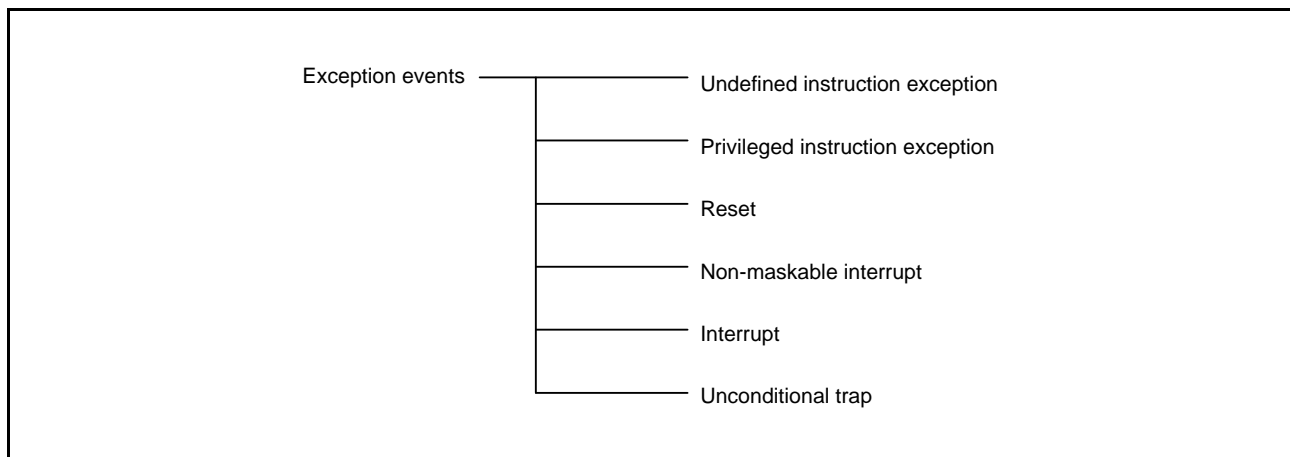 Exception events
Undefined instruction exception
Privileged instruction exception
Reset
Non-maskable interrupt
Interrupt
Unconditional trap